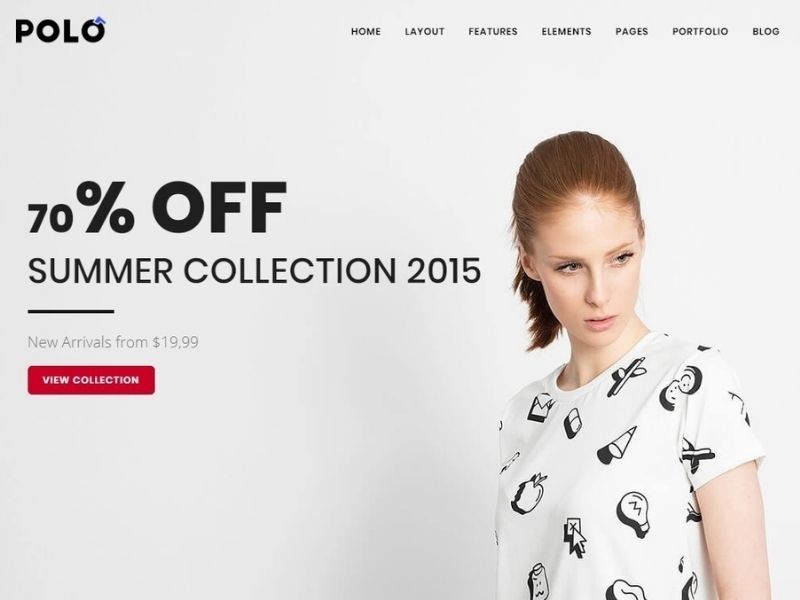 POLO
HOME LAYOUT FEATURES ELEMENTS PAGES PORTFOLIO BLOG
70% OFF
SUMMER COLLECTION 2015
New Arrivals from $19,99
VIEW COLLECTION